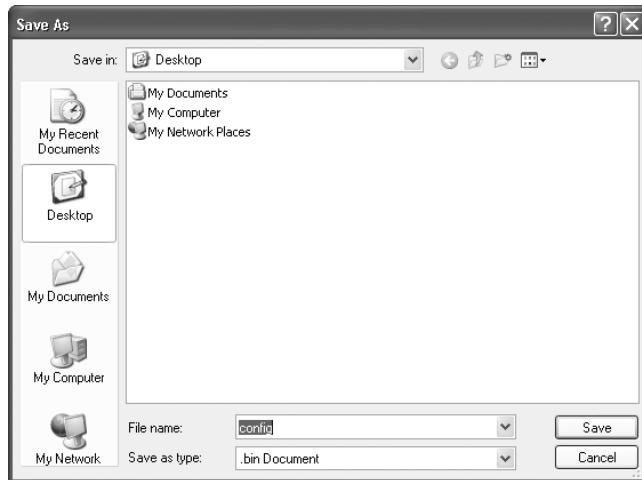 Save As
Save in:
Desktop
My Recent
Documents
Desktop
My Documents
My Computer
My Network
My Documents
My Computer
My Network Places
File name:
config
Save
Save as type:
.bin Document
Cancel